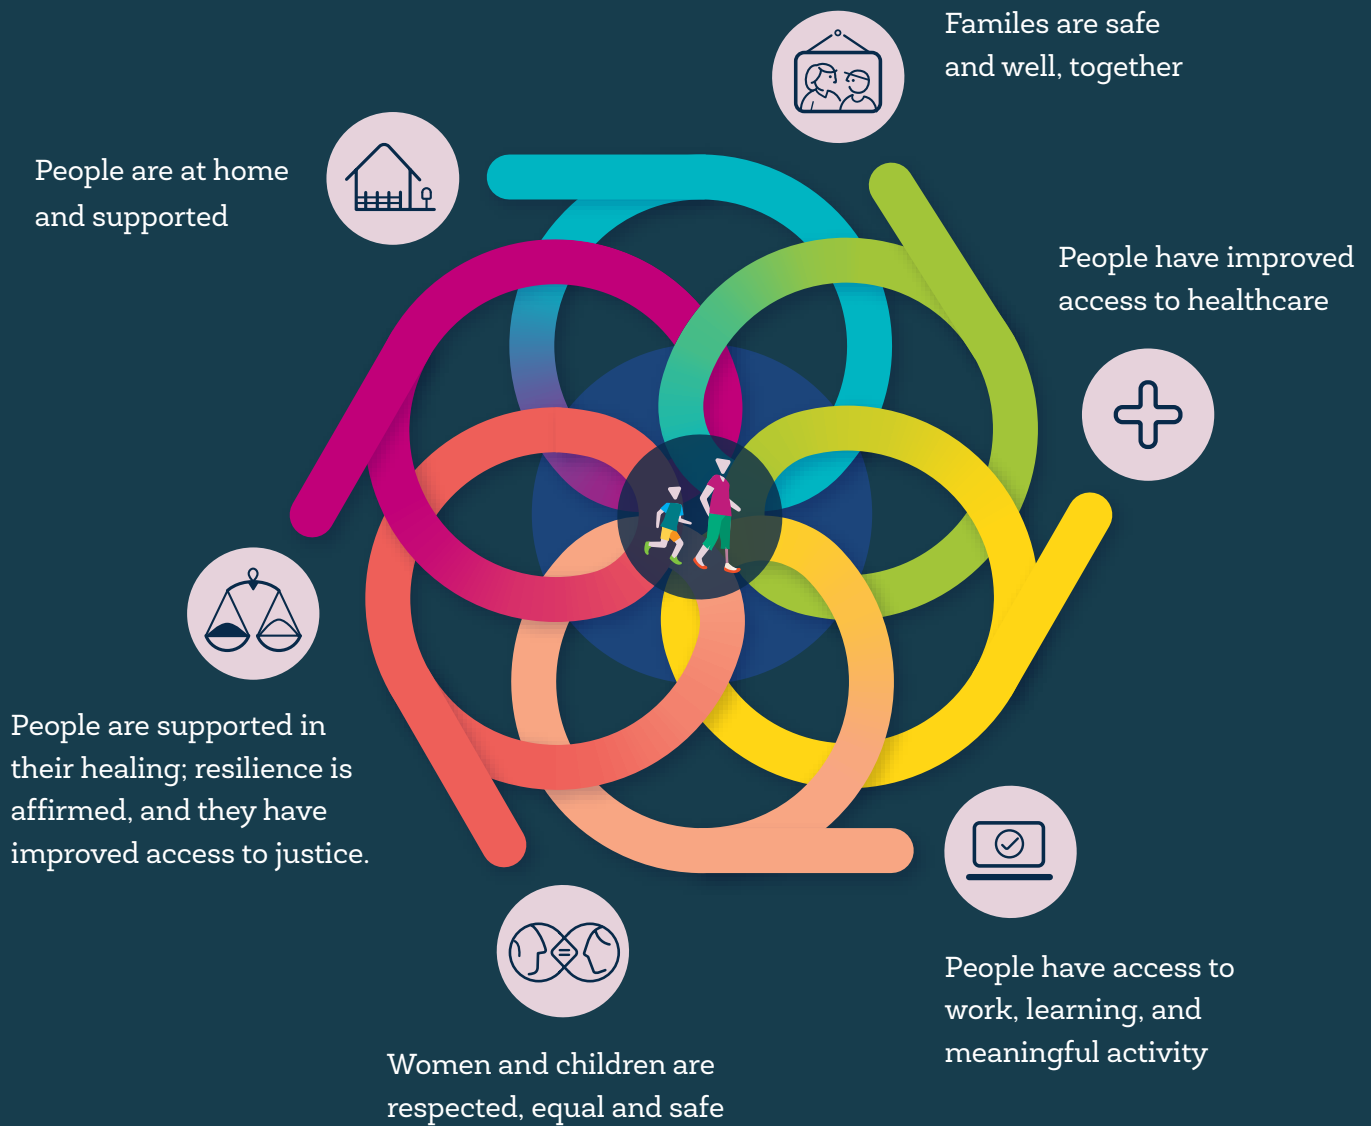 Familes are safe
and well, together
People are at home
and supported
People have improved
access to healthcare
People are supported in
their healing; resilience is
affirmed, and they have
improved access to justice.
People have access to
work, learning, and
meaningful activity
Women and children are
respected, equal and safe